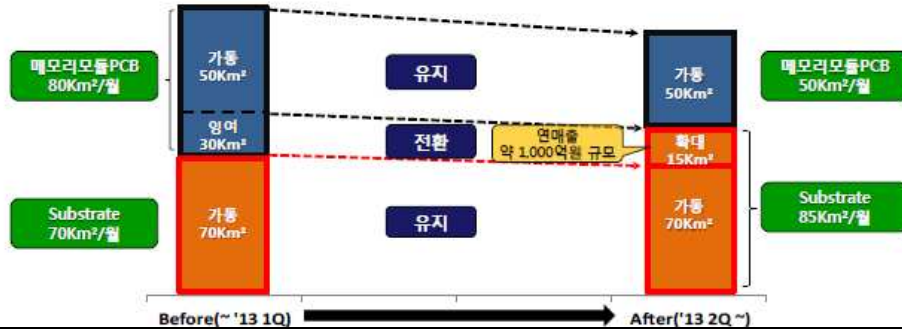 메모리모듈PCB
80Km²/월
Substrate
70Km²/월
가동
50Km²
잉여
30Km²
가동
70Km²
유지
전환
유지
연매출
약 1,000억원 규모
가동
50Km²
확대
15Km²
가동
70Km²
메모리모듈PCB
50Km²/월
Substrate
85Km²/월
Before(~ '13 1Q)
After('13 2Q ~)